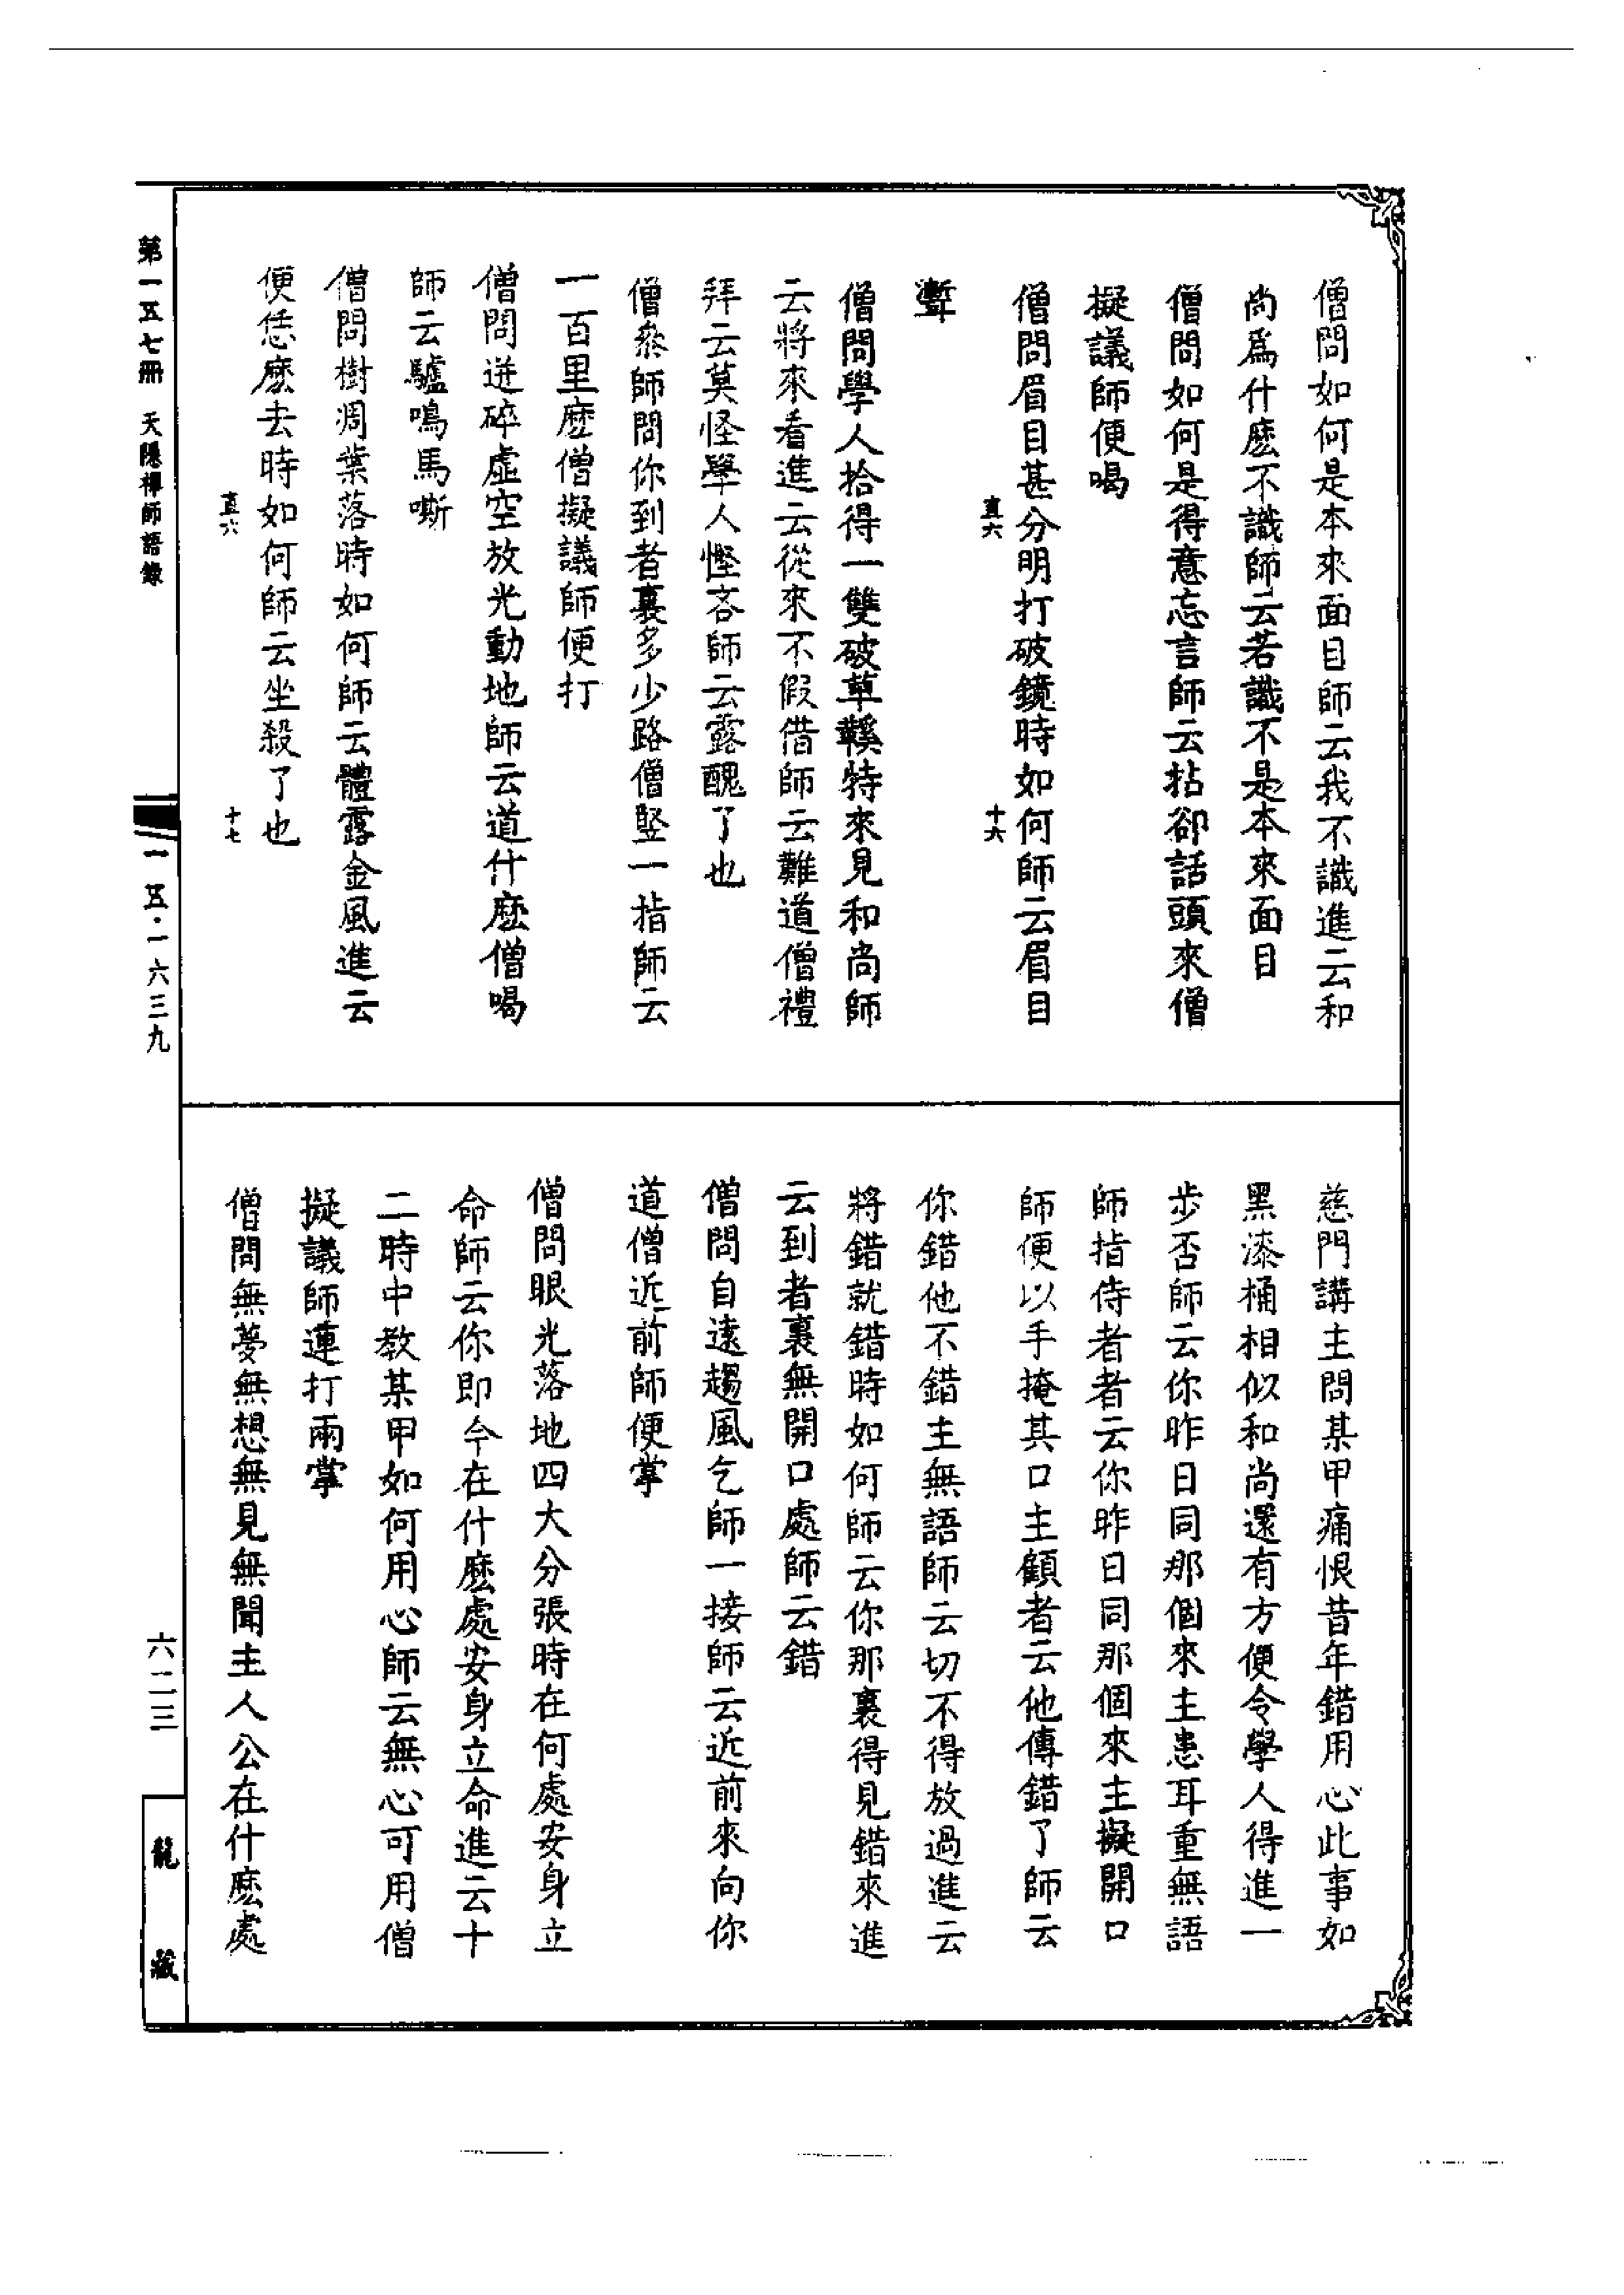 僧問如何是本來面目師云我不識進云和
尚爲什麽不識師云若識不是本來面目
僧問如何是得意忘言師云拈卻話頭來僧
擬議師便喝
僧問眉目甚分明打破鏡時如何師云眉目
直六
十六
僧問學人拾得一雙破草鞵特來見和尚師
云將來看進云從來不假借師云難道僧禮
拜云莫怪學人慳吝師云露醜了也
僧叅師問你到者裏多少路僧竪一指師云
一百里麽僧擬議師便打
僧問迸碎虛空放光動地師云道什麽僧喝
師云驢鳴馬嘶
僧問樹凋葉落時如何師云體露金風進云
便恁麽去時如何師云坐殺了也
直六
十七
慈門講主問某甲痛恨昔年錯用心此事如
黑漆桶相似和尚還有方便令學人得進一
步否師云你昨日同那個來主患耳重無語
師指侍者者云你昨日同那個來主擬開口
師便以手掩其口主顧者云他傳錯了師云
你錯他不錯主無語師云切不得放過進云
將錯就錯時如何師云你那裏得見錯來進
云到者裏無開口處師云錯
僧問自遠趨風乞師一接師云近前來向你
道僧近前師便掌
僧問眼光落地四大分張時在何處安身立
命師云你即今在什麽處安身立命進云十
二時中教某甲如何用心師云無心可用僧
擬議師連打兩掌
僧問無夢無想無見無聞主人公在什麽處
第一五七冊 天隱禪師語錄
一一五·一六三九
六二三
龍藏